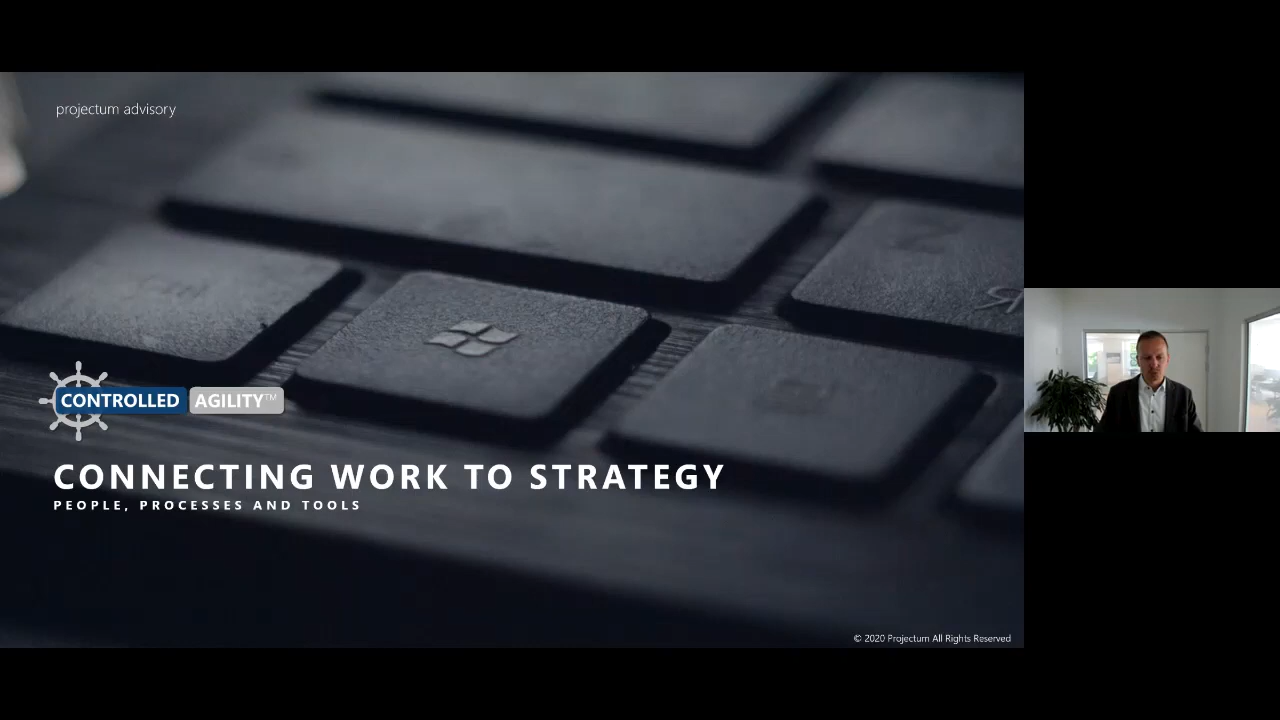 projectum advisory
CONTROLLED AGILITY™
CONNECTING WORK TO STRATEGY
PEOPLE, PROCESSES AND TOOLS
© 2020 Projectum All Rights Reserved